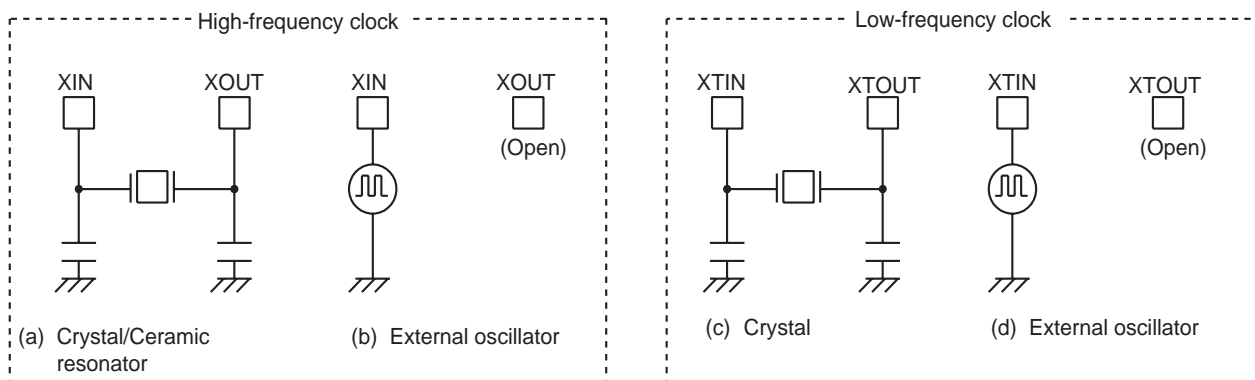 High-frequency clock
XIN XOUT XIN XOUT
(Open)
(a) Crystal/Ceramic
resonator
(b) External oscillator
Low-frequency clock
XTIN XTOUT XTIN XTOUT
(Open)
(c) Crystal
(d) External oscillator